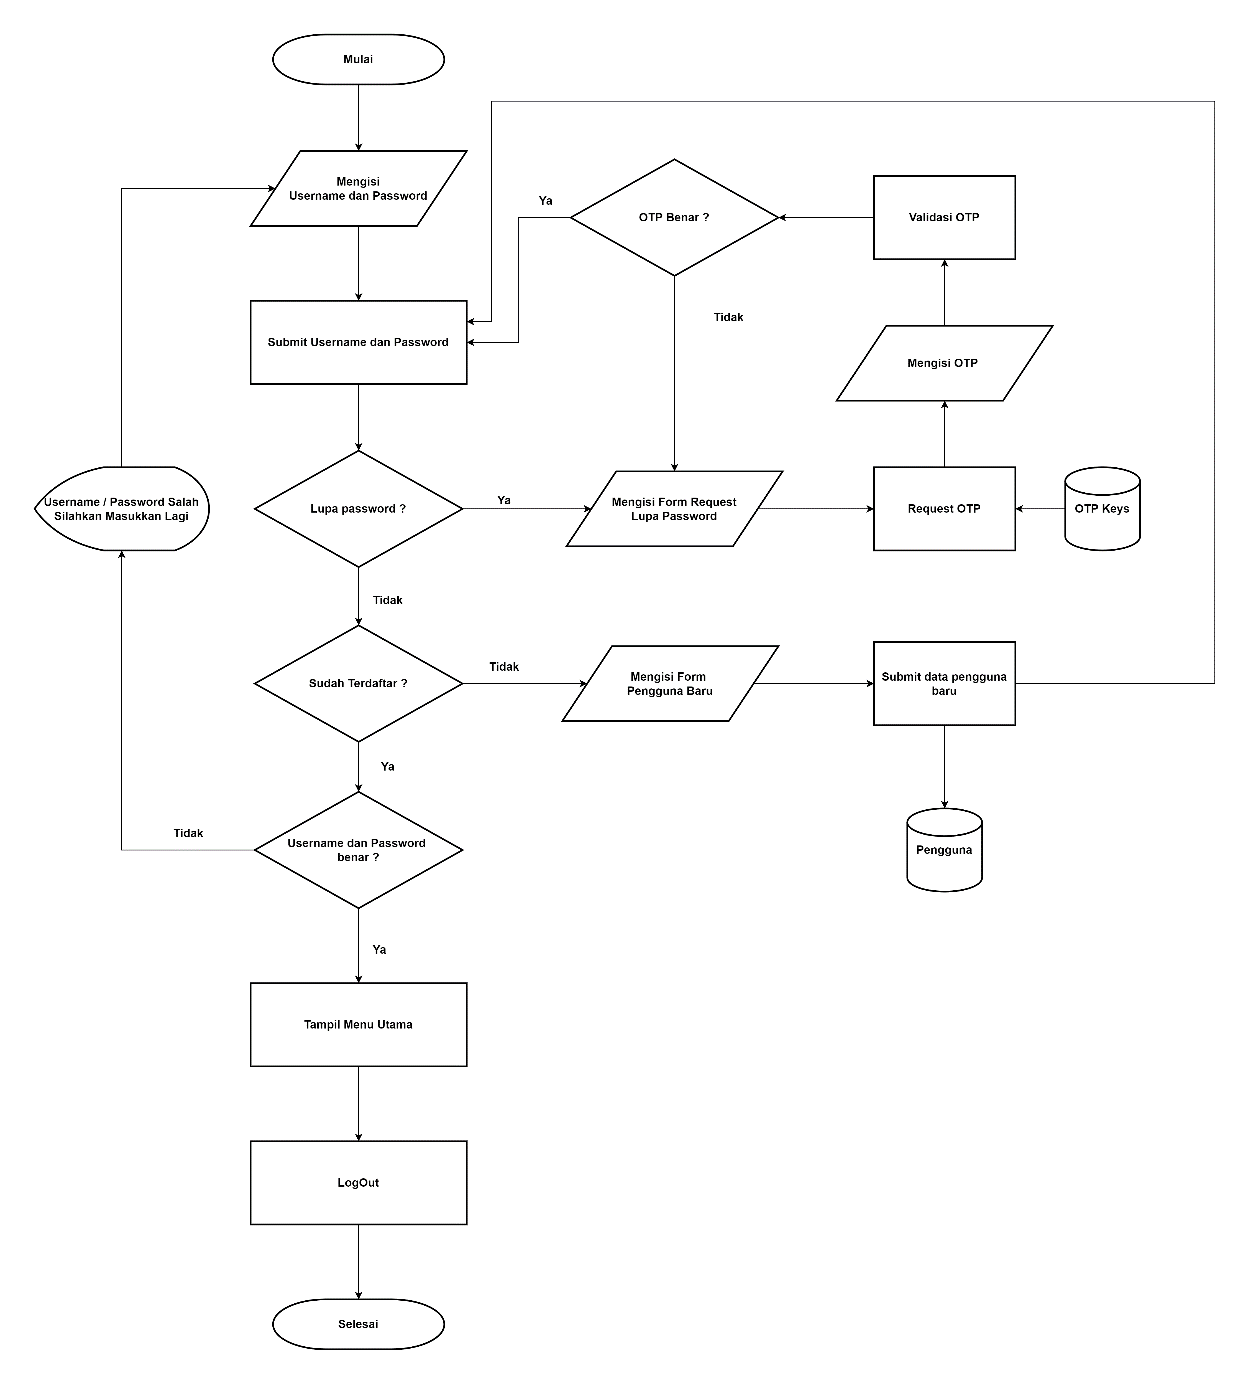 Mulai
Mengisi
Username dan Password
Ya
OTP Benar ?
Validasi OTP
Tidak
Submit Username dan Password
Mengisi OTP
Username / Password Salah
Silahkan Masukkan Lagi
Lupa password ?
Ya
Mengisi Form Request
Lupa Password
Request OTP
OTP Keys
Tidak
Sudah Terdaftar ?
Tidak
Mengisi Form
Pengguna Baru
Submit data pengguna
baru
Ya
Tidak
Username dan Password
benar ?
Pengguna
Ya
Tampil Menu Utama
LogOut
Selesai